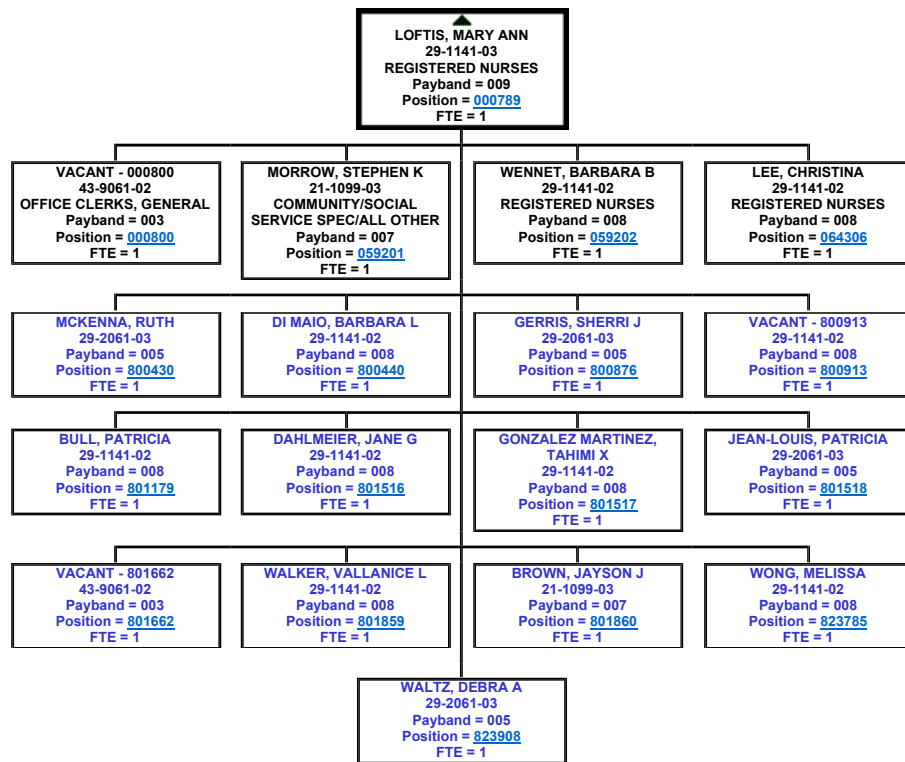 LOFTIS, MARY ANN
29-1141-03
REGISTERED NURSES
Payband = 009
Position = 000789
FTE = 1
VACANT - 000800
43-9061-02
OFFICE CLERKS, GENERAL
Payband = 003
Position = 000800
FTE = 1
MORROW, STEPHEN K
21-1099-03
COMMUNITY/SOCIAL
SERVICE SPEC/ALL OTHER
Payband = 007
Position = 059201
FTE = 1
WENNET, BARBARA B
29-1141-02
REGISTERED NURSES
Payband = 008
Position = 059202
FTE = 1
LEE, CHRISTINA
29-1141-02
REGISTERED NURSES
Payband = 008
Position = 064306
FTE = 1
MCKENNA, RUTH
29-2061-03
Payband = 005
Position = 800430
FTE = 1
DI MAIO, BARBARA L
29-1141-02
Payband = 008
Position = 800440
FTE = 1
GERRIS, SHERRI J
29-2061-03
Payband = 005
Position = 800876
FTE = 1
VACANT - 800913
29-1141-02
Payband = 008
Position = 800913
FTE = 1
BULL, PATRICIA
29-1141-02
Payband = 008
Position = 801179
FTE = 1
DAHLMEIER, JANE G
29-1141-02
Payband = 008
Position = 801516
FTE = 1
GONZALEZ MARTINEZ,
TAHIMI X
29-1141-02
Payband = 008
Position = 801517
FTE = 1
JEAN-LOUIS, PATRICIA
29-2061-03
Payband = 005
Position = 801518
FTE = 1
VACANT - 801662
43-9061-02
Payband = 003
Position = 801662
FTE = 1
WALKER, VALLANICE L
29-1141-02
Payband = 008
Position = 801859
FTE = 1
BROWN, JAYSON J
21-1099-03
Payband = 007
Position = 801860
FTE = 1
WONG, MELISSA
29-1141-02
Payband = 008
Position = 823785
FTE = 1
WALTZ, DEBRA A
29-2061-03
Payband = 005
Position = 823908
FTE = 1